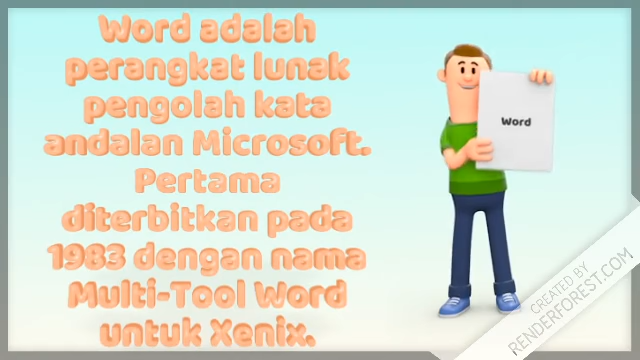 Word adalah
perangkat lunak
pengolah kata
andalan Microsoft.
Pertama
diterbitkan pada
1983 dengan nama
Multi-Tool Word
untuk Xenix.
Word
CREATED BY
RENDERFOREST.COM